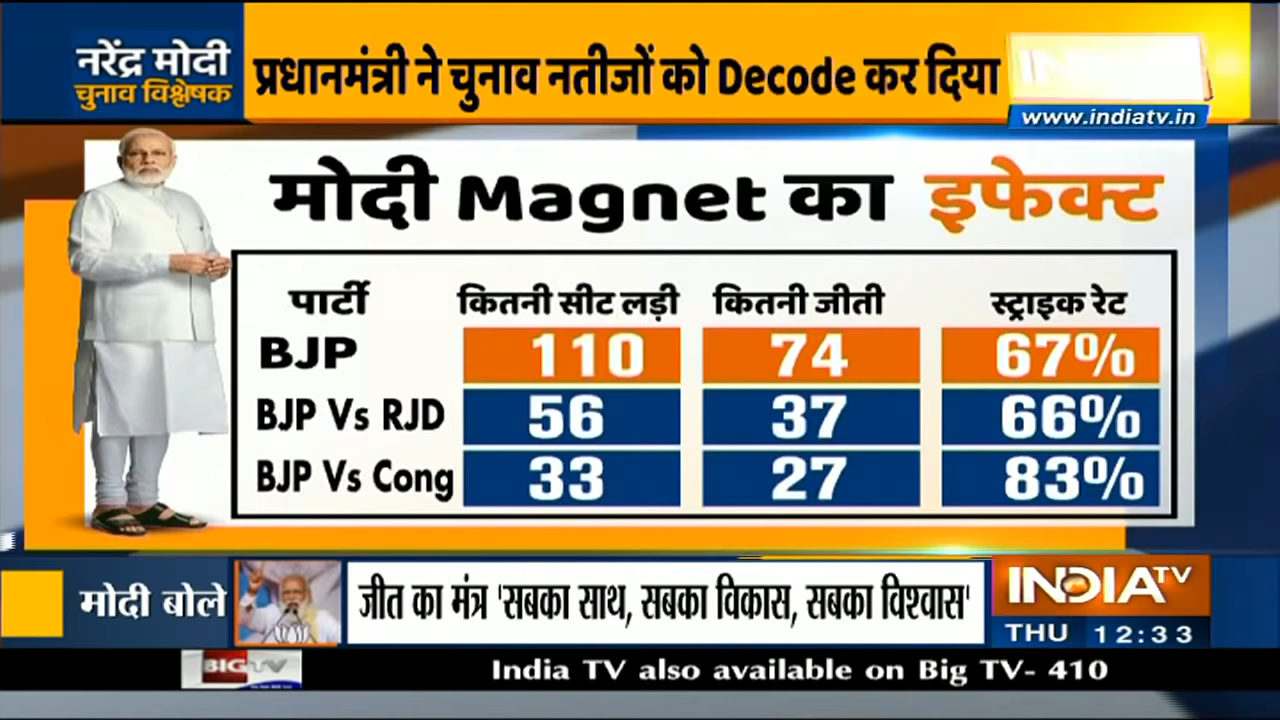 नरेंद्र मोदी
चुनाव विश्लेषक
प्रधानमंत्री ने चुनाव नतीजों को Decode कर दिया
www.indiatv.in
मोदी Magnet का इफेक्ट
पार्टी कितनी सीट लड़ी कितनी जीती स्ट्राइक रेट
BJP 110 74 67%
BJP Vs RJD 56 37 66%
BJP Vs Cong 33 27 83%
मोदी बोले
जीत का मंत्र 'सबका साथ, सबका विकास, सबका विश्वास'
INDIA TV
THU 12:33
BIG TV
India TV also available on Big TV- 410